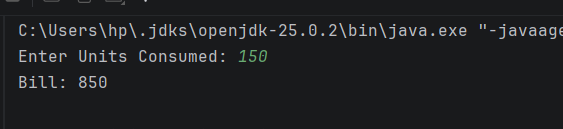 C:\Users\hp\.jdks\openjdk-25.0.2\bin\java.exe "-javaage
Enter Units Consumed: 150
Bill: 850